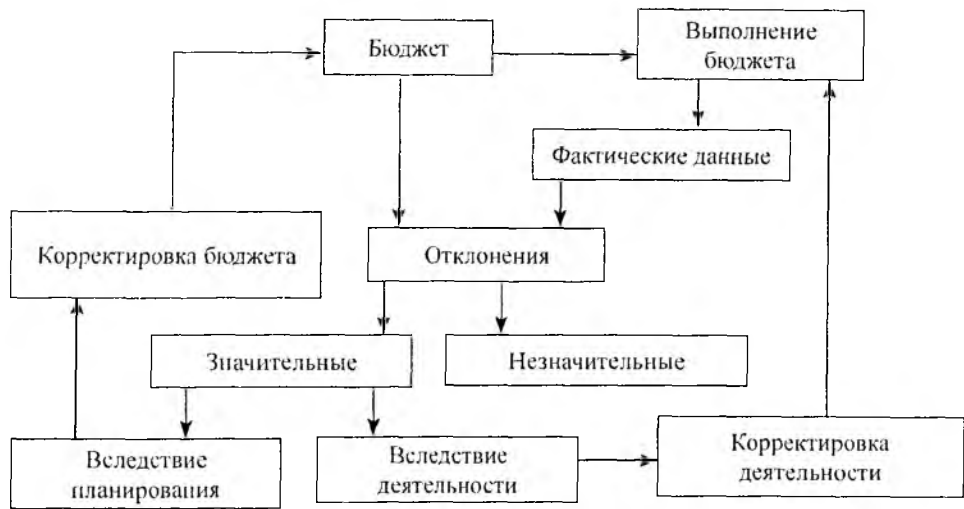 Бюджет
Выполнение
бюджета
Фактические данные
Корректировка бюджета
Отклонения
Значительные
Незначительные
Вследствие
планирования
Вследствие
деятельности
Корректировка
деятельности